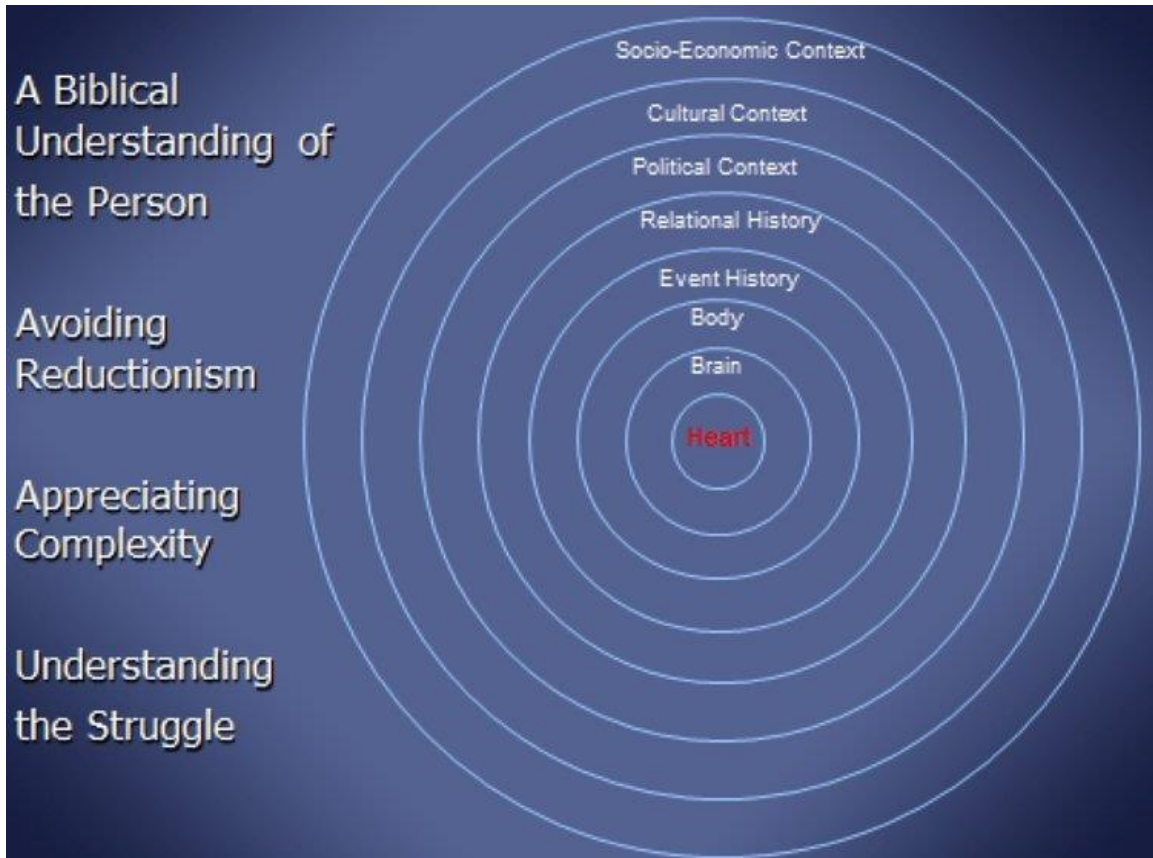 A Biblical
Understanding of
the Person
Avoiding
Reductionism
Appreciating
Complexity
Understanding
the Struggle
Socio-Economic Context
Cultural Context
Political Context
Relational History
Event History
Body
Brain
Heart